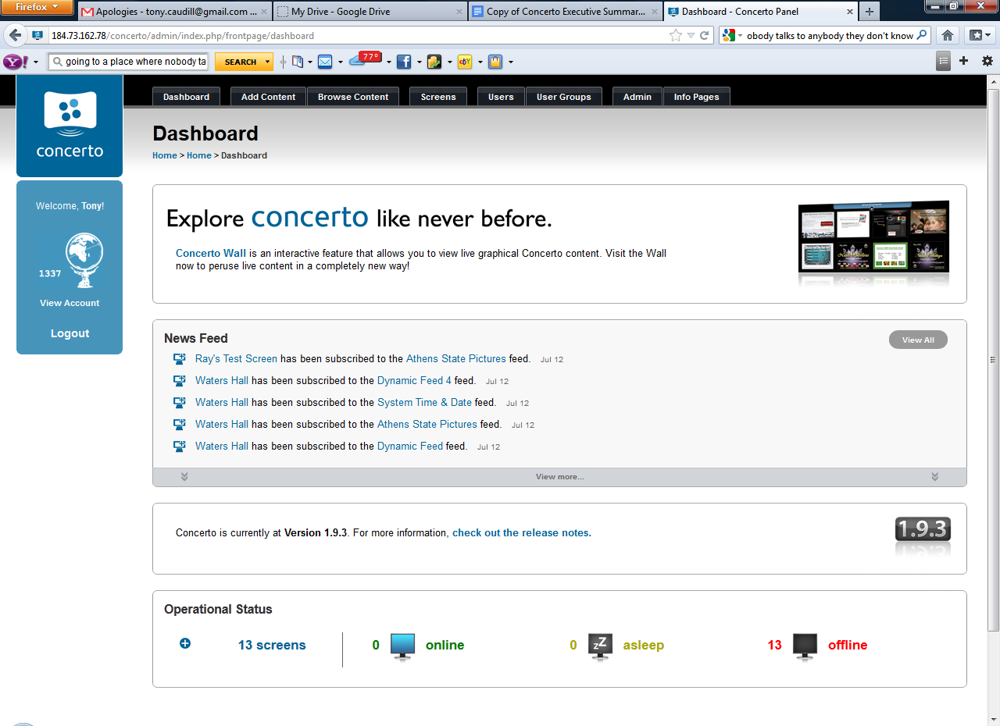 Firefox
Apologies - tony.caudill@gmail.com ...
My Drive - Google Drive
Copy of Concerto Executive Summar...
Dashboard - Concerto Panel
184.73.162.78/concerto/admin/index.php/frontpage/dashboard
obody talks to anybody they don't know
Y!
going to a place where nobody ta
SEARCH
77°
concerto
Dashboard
Add Content
Browse Content
Screens
Users
User Groups
Admin
Info Pages
Dashboard
Home > Home > Dashboard
Welcome, Tony!
1337
View Account
Logout
Explore concerto like never before.
Concerto Wall is an interactive feature that allows you to view live graphical Concerto content. Visit the Wall
now to peruse live content in a completely new way!
News Feed
View All
Ray's Test Screen has been subscribed to the Athens State Pictures feed. Jul 12
Waters Hall has been subscribed to the Dynamic Feed 4 feed. Jul 12
Waters Hall has been subscribed to the System Time & Date feed. Jul 12
Waters Hall has been subscribed to the Athens State Pictures feed. Jul 12
Waters Hall has been subscribed to the Dynamic Feed feed. Jul 12
View more...
Concerto is currently at Version 1.9.3. For more information, check out the release notes.
1.9.3
Operational Status
13 screens
0 online
0 zZ asleep
13 offline